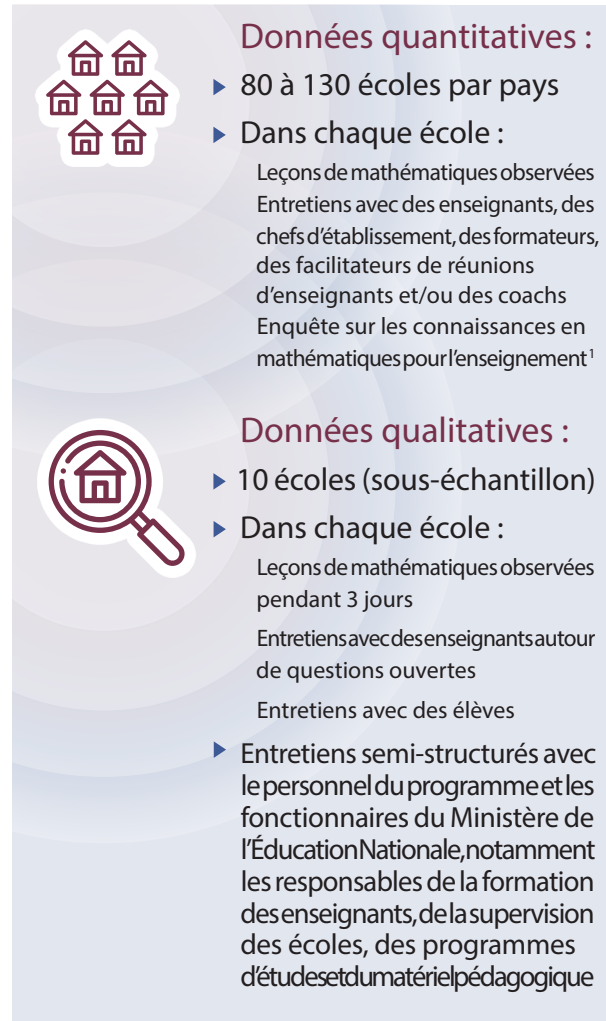 Données quantitatives :
80 à 130 écoles par pays
Dans chaque école :
Leçons de mathématiques observées
Entretiens avec des enseignants, des
chefs d’établissement, des formateurs,
des facilitateurs de réunions
d’enseignants et/ou des coachs
Enquête sur les connaissances en
mathématiques pour l’enseignement¹
Données qualitatives :
10 écoles (sous-échantillon)
Dans chaque école :
Leçons de mathématiques observées
pendant 3 jours
Entretiens avec des enseignants autour
de questions ouvertes
Entretiens avec des élèves
Entretiens semi-structurés avec
le personnel du programme et les
fonctionnaires du Ministère de
l’Éducation Nationale, notamment
les responsables de la formation
des enseignants, de la supervision
des écoles, des programmes
d’études et du matériel pédagogique